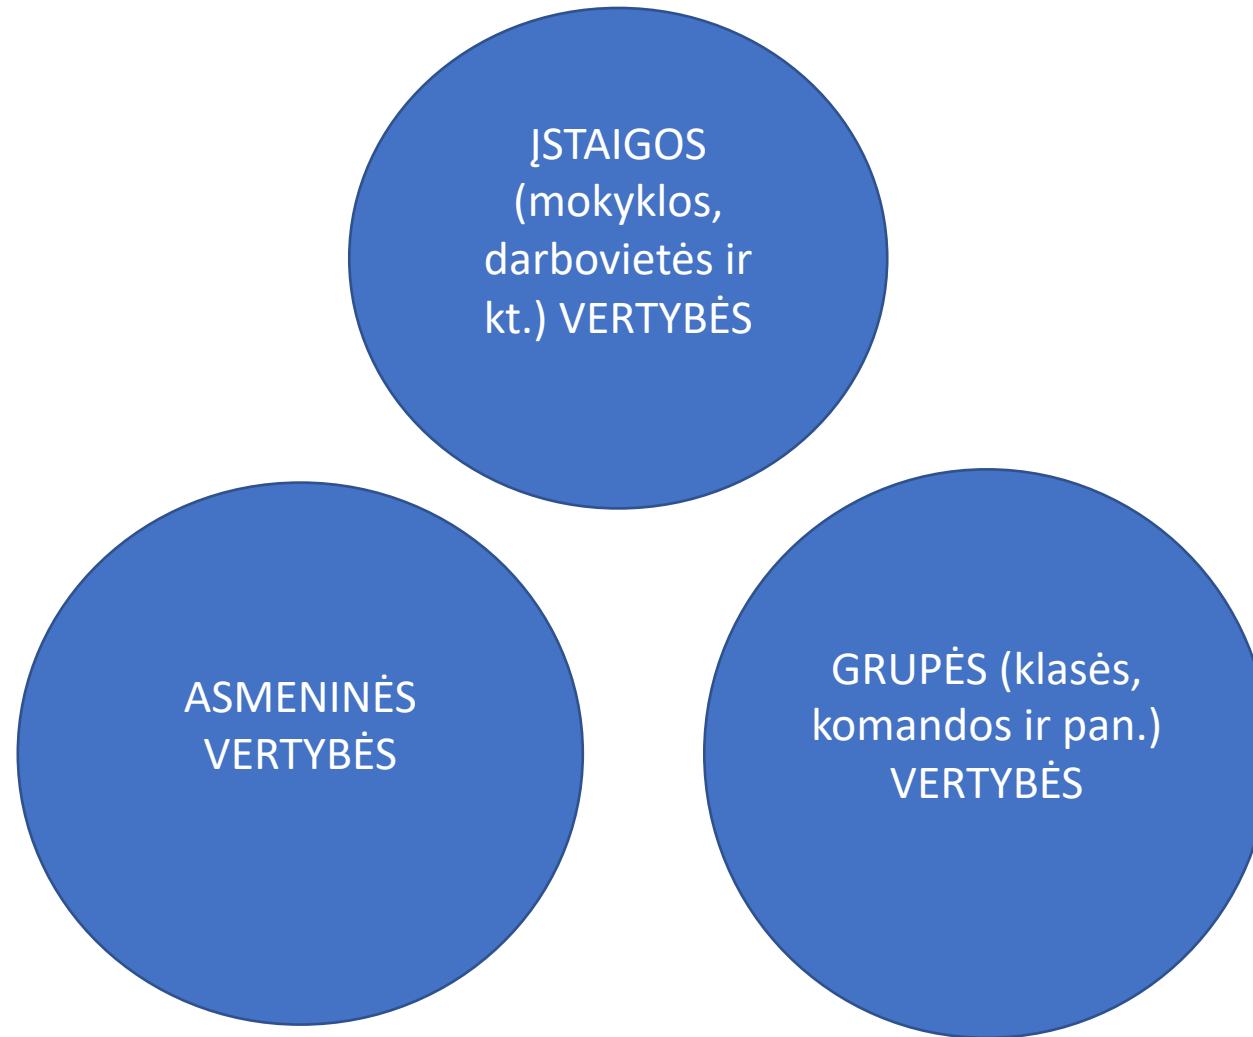 ĮSTAIGOS
(mokyklos,
darbovietės ir
kt.) VERTYBĖS
ASMENINĖS
VERTYBĖS
GRUPĖS (klasės,
komandos ir pan.)
VERTYBĖS